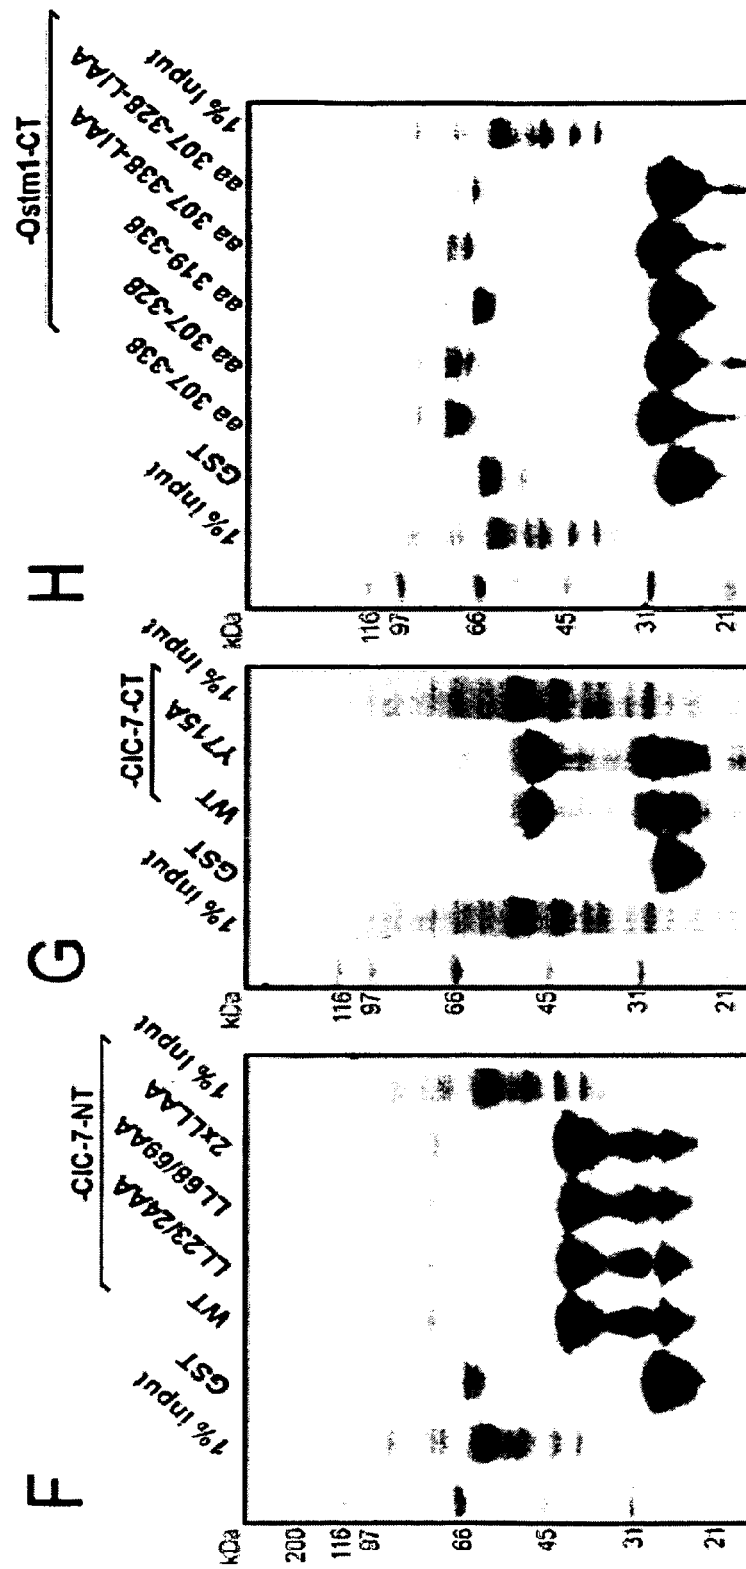 F
-ClC-7-NT
1% Input
GST
WT
LL23/24AA
LL68/69AA
2xLLAA
1% Input
kDa
200
116
97
66
45
31
21
G
-ClC-7-CT
1% Input
GST
WT
Y715A
1% Input
kDa
116
97
66
45
31
21
H
-Ostm1-CT
1% Input
GST
aa 307-338
aa 307-328
aa 319-338
aa 307-338-LIAA
aa 307-328-LIAA
1% Input
kDa
116
97
66
45
31
21